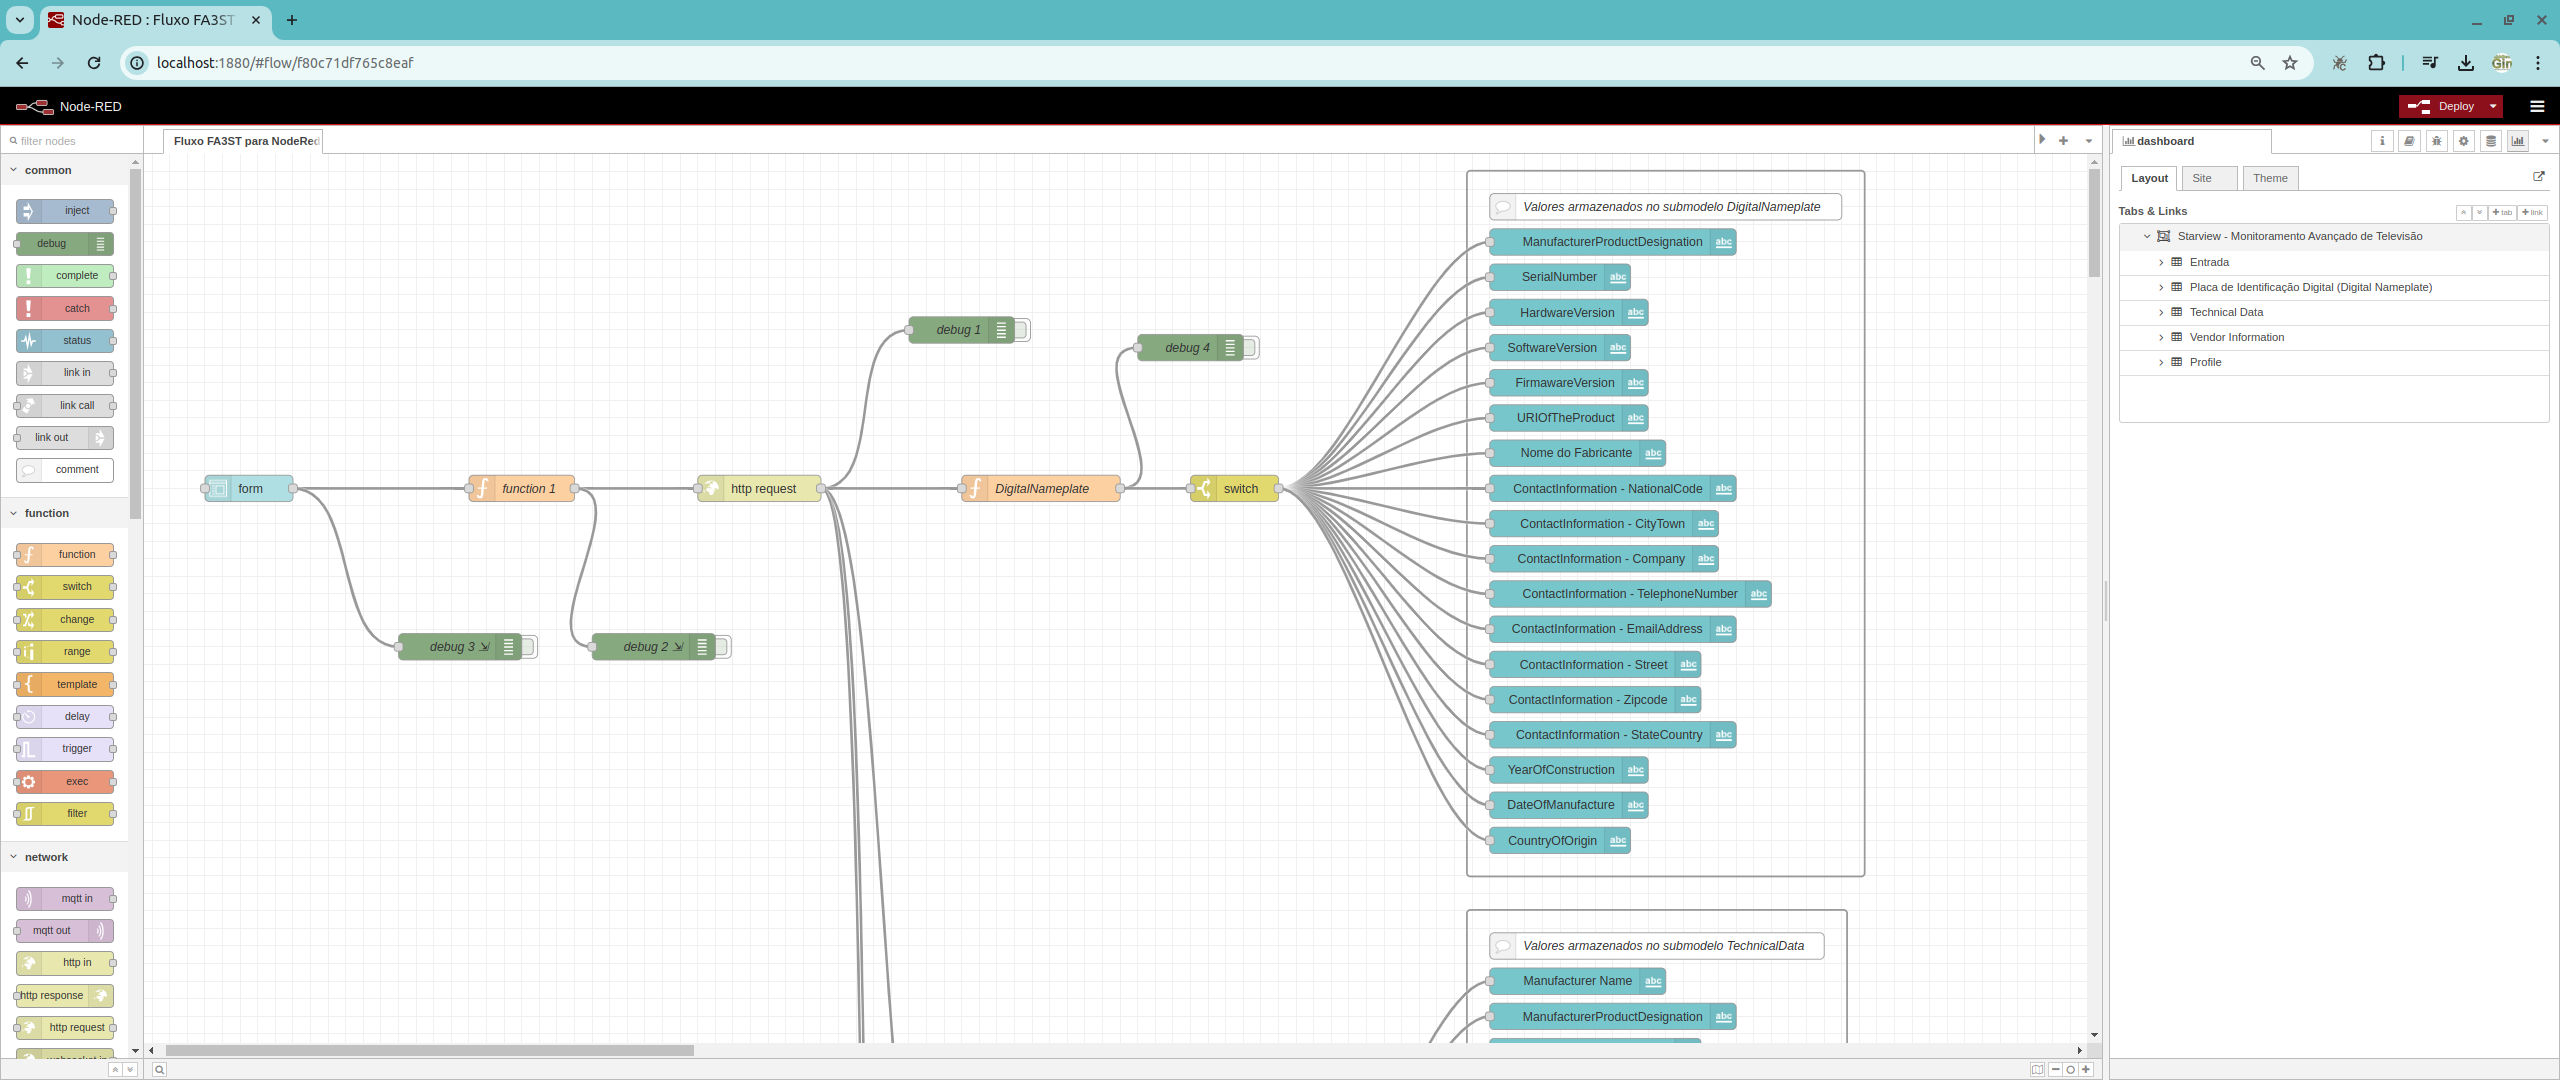 Node-RED : Fluxo FA3ST
localhost:1880/#flow/f80c71df765c8eaf
Node-RED
Deploy
filter nodes
common
inject
debug
complete
catch
status
link in
link call
link out
comment
function
function
switch
change
range
template
delay
trigger
exec
filter
network
mqtt in
mqtt out
http in
http response
http request
Fluxo FA3ST para NodeRed
form
function 1
http request
DigitalNameplate
switch
debug 1
debug 4
debug 3
debug 2
Valores armazenados no submodelo DigitalNameplate
ManufacturerProductDesignation abc
SerialNumber abc
HardwareVersion abc
SoftwareVersion abc
FirmawareVersion abc
URIOfTheProduct abc
Nome do Fabricante abc
ContactInformation - NationalCode abc
ContactInformation - CityTown abc
ContactInformation - Company abc
ContactInformation - TelephoneNumber abc
ContactInformation - EmailAddress abc
ContactInformation - Street abc
ContactInformation - Zipcode abc
ContactInformation - StateCountry abc
YearOfConstruction abc
DateOfManufacture abc
CountryOfOrigin abc
Valores armazenados no submodelo TechnicalData
Manufacturer Name abc
ManufacturerProductDesignation abc
dashboard
Layout Site Theme
Tabs & Links
tab link
Starview - Monitoramento Avançado de Televisão
Entrada
Placa de Identificação Digital (Digital Nameplate)
Technical Data
Vendor Information
Profile